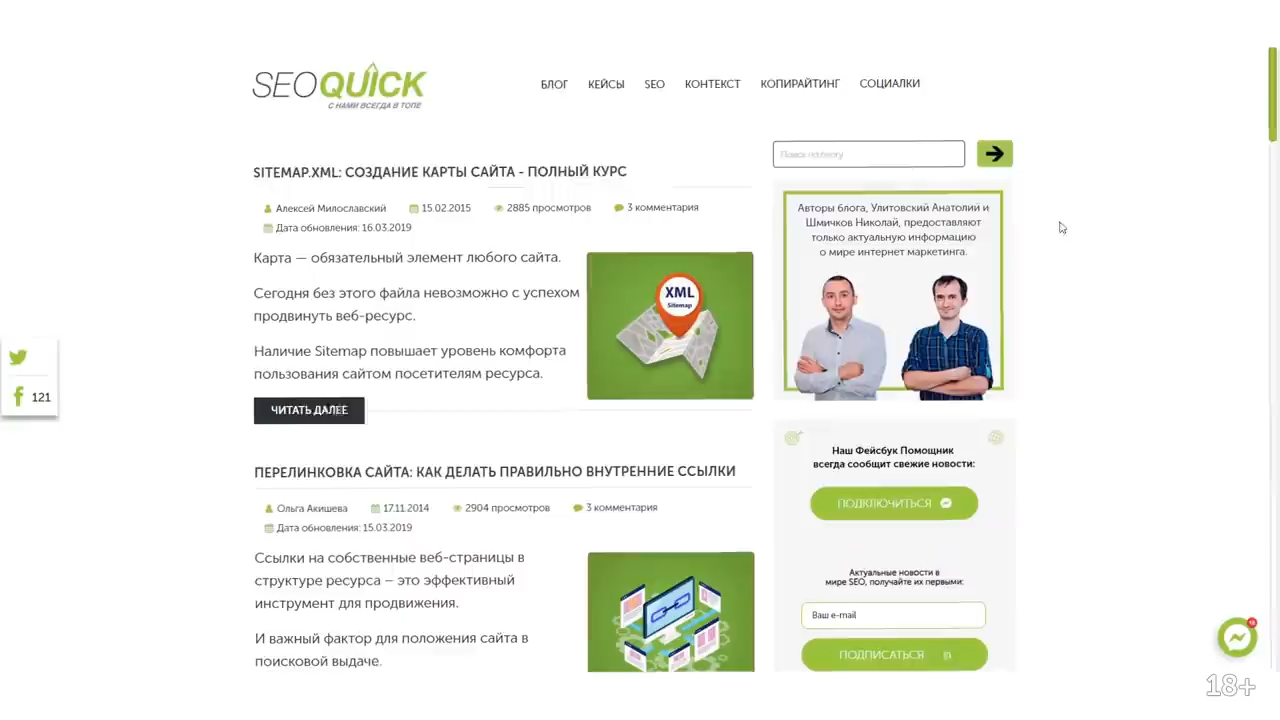 SEOQUICK
С НАМИ ВСЕГДА В ТОПЕ
БЛОГ КЕЙСЫ SEO КОНТЕКСТ КОПИРАЙТИНГ СОЦИАЛКИ
SITEMAP.XML: СОЗДАНИЕ КАРТЫ САЙТА - ПОЛНЫЙ КУРС
Алексей Милославский 15.02.2015 2885 просмотров 3 комментария
Дата обновления: 16.03.2019
Карта — обязательный элемент любого сайта.
Сегодня без этого файла невозможно с успехом
продвинуть веб-ресурс.
Наличие Sitemap повышает уровень комфорта
пользования сайтом посетителям ресурса.
XML
Sitemap
ЧИТАТЬ ДАЛЕЕ
ПЕРЕЛИНКОВКА САЙТА: КАК ДЕЛАТЬ ПРАВИЛЬНО ВНУТРЕННИЕ ССЫЛКИ
Ольга Акишева 17.11.2014 2904 просмотров 3 комментария
Дата обновления: 15.03.2019
Ссылки на собственные веб-страницы в
структуре ресурса – это эффективный
инструмент для продвижения.
И важный фактор для положения сайта в
поисковой выдаче.
Поиск
Авторы блога, Улитовский Анатолий и
Шмичков Николай, предоставляют
только актуальную информацию
о мире интернет маркетинга.
Наш Фейсбук Помощник
всегда сообщит свежие новости:
ПОДКЛЮЧИТЬСЯ
Актуальные новости в
мире SEO, получайте их первыми:
Ваш e-mail
ПОДПИСАТЬСЯ
121
18+